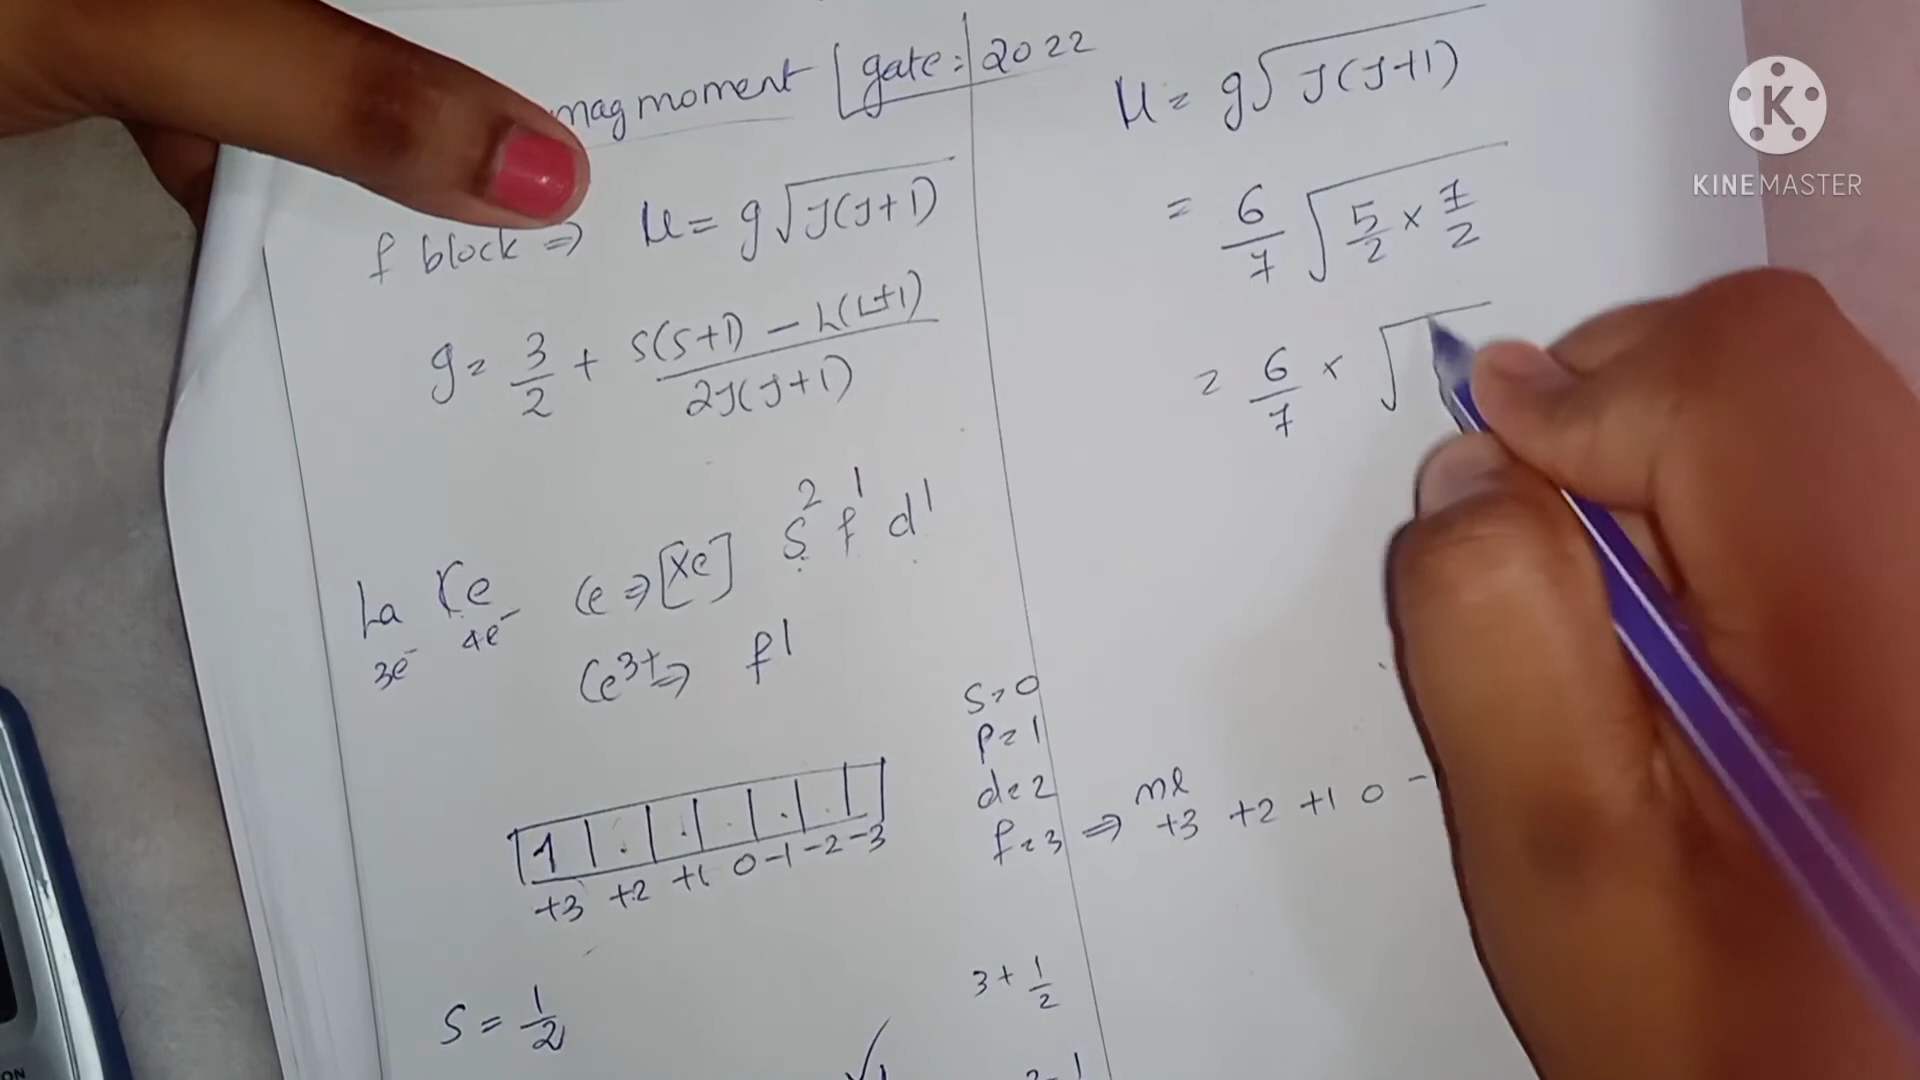 mag moment [gate: 2022
f block => μ = g√J(J+1)
g = 3/2 + S(S+1) - L(L+1) / 2J(J+1)
La Ce Ce => [Xe] s² f¹ d¹
3e⁻ 4e⁻
Ce³⁺ => f¹
1
+3 +2 +1 0 -1 -2 -3
S = 1/2
μ = g√J(J+1)
= 6/7 √5/2 × 7/2
= 6/7 × √
S = 0
P = 1
d = 2
ml
f = 3 => +3 +2 +1 0 -
3 + 1/2
KINEMASTER
ON